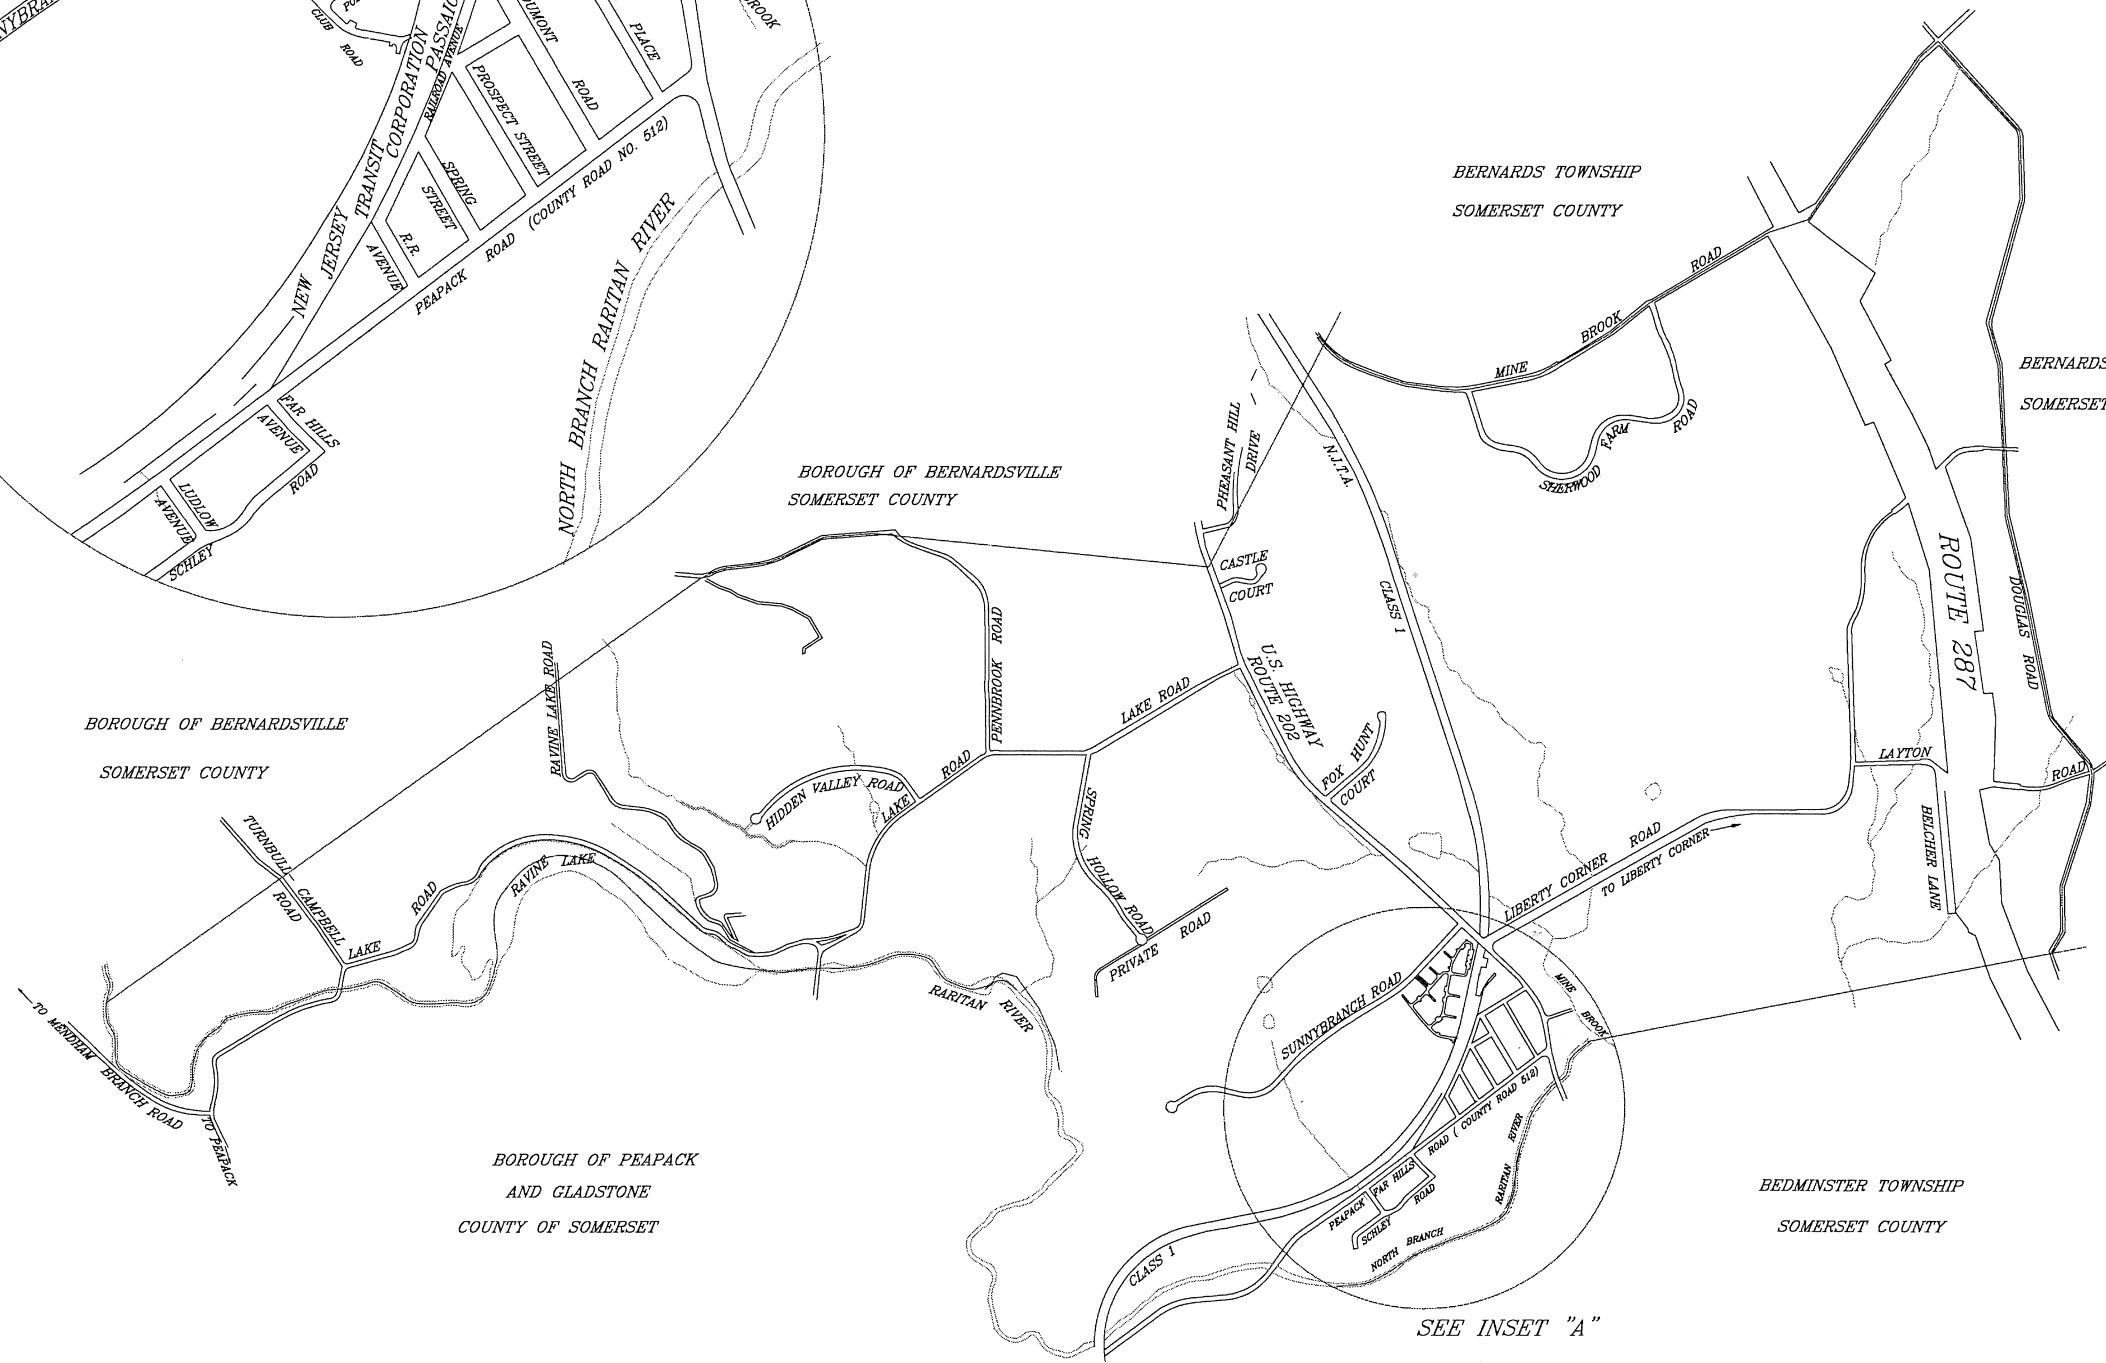 CLUB
ROAD
NEW JERSEY TRANSIT CORPORATION
RAILROAD AVENUE
ROAD
PLACE
PROSPECT STREET
SPRING
STREET
R.R.
AVENUE
PEAPACK ROAD (COUNTY ROAD NO. 512)
NORTH BRANCH RARITAN RIVER
FAR HILLS
AVENUE
ROAD
LUDLOW
AVENUE
SCHLEY
BERNARDS TOWNSHIP
SOMERSET COUNTY
MINE BROOK ROAD
SHERWOOD FARM ROAD
BERNARDS
SOMERSET
BOROUGH OF BERNARDSVILLE
SOMERSET COUNTY
PHEASANT HILL
DRIVE
N.J.T.A.
CLASS 1
CASTLE
COURT
ROUTE 287
DOUGLAS ROAD
PENNBROOK ROAD
RAVINE LAKE ROAD
U.S. HIGHWAY
ROUTE 202
LAKE ROAD
BOROUGH OF BERNARDSVILLE
SOMERSET COUNTY
FOX HUNT
COURT
LAYTON
ROAD
HIDDEN VALLEY ROAD
LAKE ROAD
SPRING HOLLOW ROAD
BELCHER LANE
TURNBULL CAMPBELL
ROAD
LAKE ROAD
RAVINE LAKE
LIBERTY CORNER ROAD
TO LIBERTY CORNER
PRIVATE ROAD
RARITAN RIVER
SUNNYBRANCH ROAD
MINE BROOK
TO MENDHAM
BRANCH ROAD
TO PEAPACK
ROAD ( COUNTY ROAD 512)
RARITAN RIVER
FAR HILLS
ROAD
PEAPACK
SCHLEY
NORTH BRANCH
CLASS 1
BOROUGH OF PEAPACK
AND GLADSTONE
COUNTY OF SOMERSET
BEDMINSTER TOWNSHIP
SOMERSET COUNTY
SEE INSET "A"